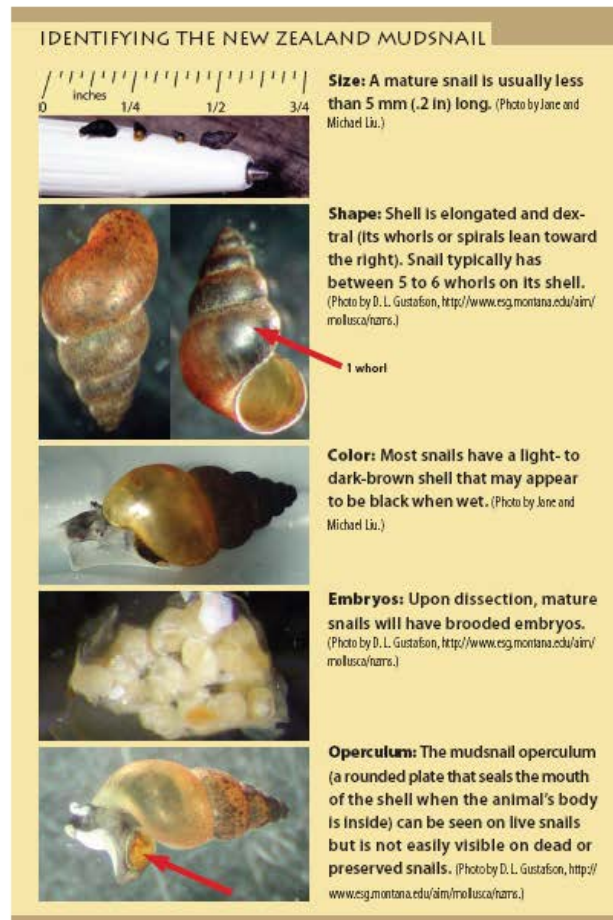 IDENTIFYING THE NEW ZEALAND MUDSNAIL
0 inches 1/4 1/2 3/4
Size: A mature snail is usually less
than 5 mm (.2 in) long. (Photo by Jane and
Michael Liu.)
Shape: Shell is elongated and dex-
tral (its whorls or spirals lean toward
the right). Snail typically has
between 5 to 6 whorls on its shell.
(Photo by D. L. Gustafson, http://www.esg.montana.edu/aim/
mollusca/nzms.)
1 whorl
Color: Most snails have a light- to
dark-brown shell that may appear
to be black when wet. (Photo by Jane and
Michael Liu.)
Embryos: Upon dissection, mature
snails will have brooded embryos.
(Photo by D. L. Gustafson, http://www.esg.montana.edu/aim/
mollusca/nzms.)
Operculum: The mudsnail operculum
(a rounded plate that seals the mouth
of the shell when the animal's body
is inside) can be seen on live snails
but is not easily visible on dead or
preserved snails. (Photo by D. L. Gustafson, http://
www.esg.montana.edu/aim/mollusca/nzms.)